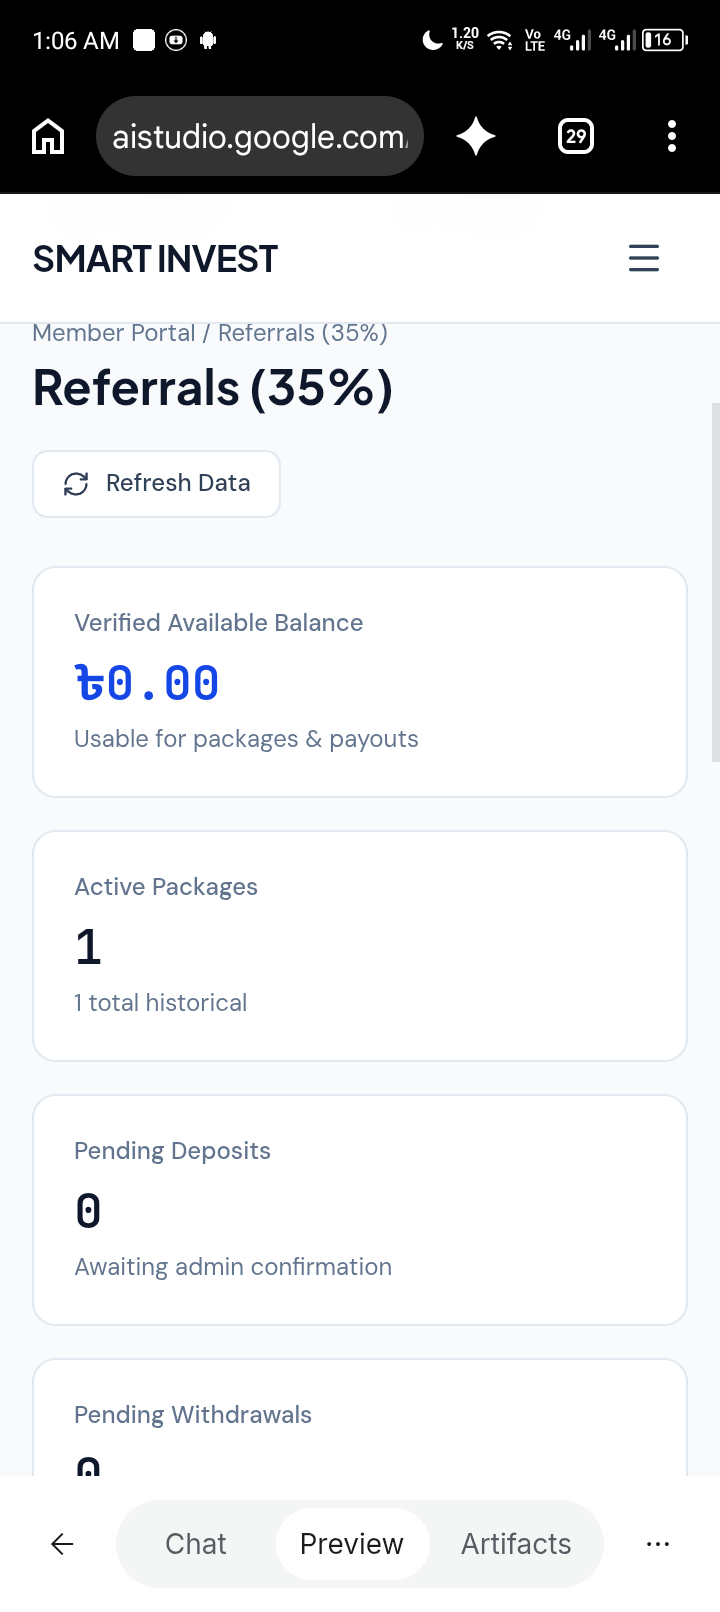 1:06 AM
1.20
K/S
Vo
LTE
4G
4G
16
aistudio.google.com/
29
SMART INVEST
Member Portal / Referrals (35%)
Referrals (35%)
Refresh Data
Verified Available Balance
৳0.00
Usable for packages & payouts
Active Packages
1
1 total historical
Pending Deposits
0
Awaiting admin confirmation
Pending Withdrawals
0
Chat
Preview
Artifacts